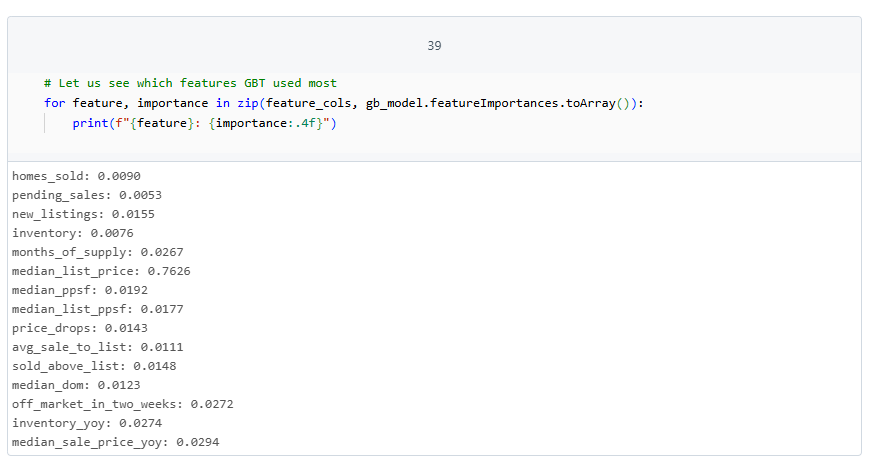 39
# Let us see which features GBT used most
for feature, importance in zip(feature_cols, gb_model.featureImportances.toArray()):
    print(f"{feature}: {importance:.4f}")
homes_sold: 0.0090
pending_sales: 0.0053
new_listings: 0.0155
inventory: 0.0076
months_of_supply: 0.0267
median_list_price: 0.7626
median_ppsf: 0.0192
median_list_ppsf: 0.0177
price_drops: 0.0143
avg_sale_to_list: 0.0111
sold_above_list: 0.0148
median_dom: 0.0123
off_market_in_two_weeks: 0.0272
inventory_yoy: 0.0274
median_sale_price_yoy: 0.0294